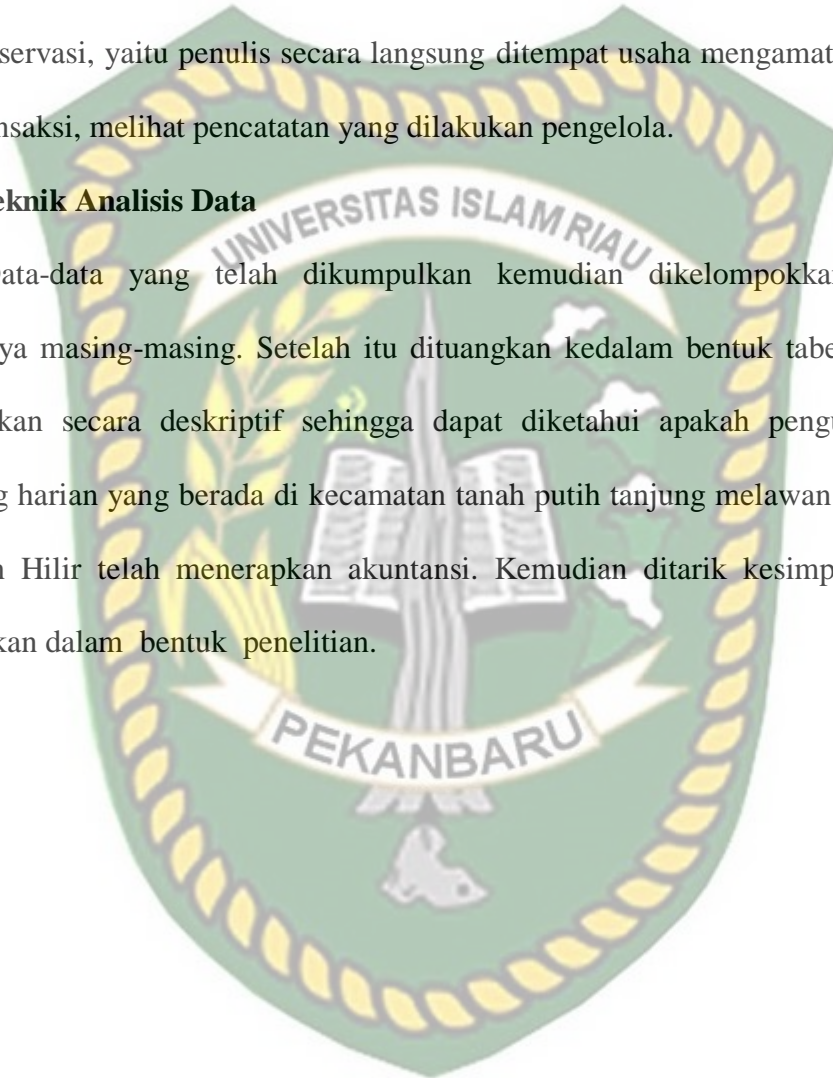 servasi, yaitu penulis secara langsung ditempat usaha mengamat
nsaksi, melihat pencatatan yang dilakukan pengelola.
eknik Analisis Data
UNIVERSITAS ISLAM RIAU
ata-data yang telah dikumpulkan kemudian dikelompokka
ya masing-masing. Setelah itu dituangkan kedalam bentuk tabe
kan secara deskriptif sehingga dapat diketahui apakah pengu
g harian yang berada di kecamatan tanah putih tanjung melawan
n Hilir telah menerapkan akuntansi. Kemudian ditarik kesimp
kan dalam bentuk penelitian.
PEKANBARU